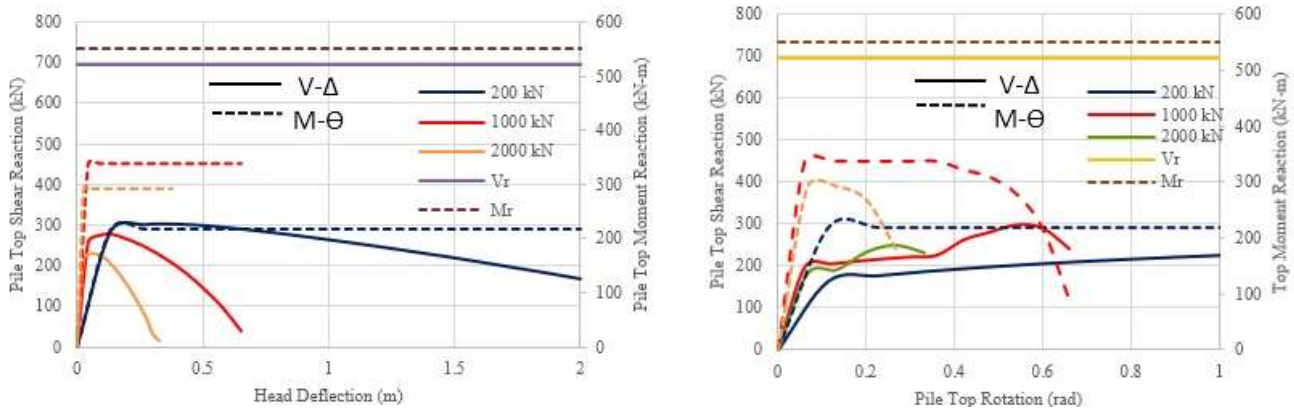 800
700
600
500
400
300
200
100
0
Pile Top Shear Reaction (kN)
600
500
400
300
200
100
0
Pile Top Moment Reaction (kN-m)
V-Δ
M-Θ
200 kN
1000 kN
2000 kN
Vr
Mr
0 0.5 1 1.5 2
Head Deflection (m)
800
700
600
500
400
300
200
100
0
Pile Top Shear Reaction (kN)
600
500
400
300
200
100
0
Top Moment Reaction (kN-m)
V-Δ
M-Θ
200 kN
1000 kN
2000 kN
Vr
Mr
0 0.2 0.4 0.6 0.8 1
Pile Top Rotation (rad)